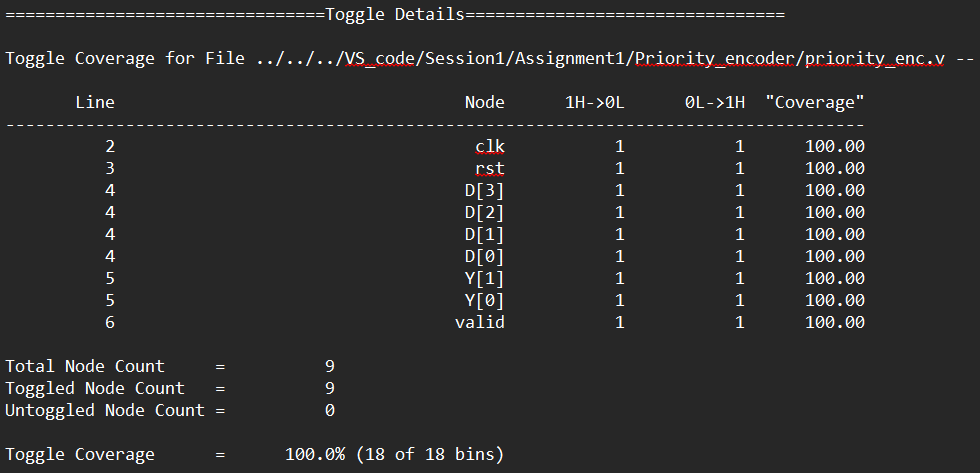 ================================Toggle Details================================
Toggle Coverage for File ../../../VS_code/Session1/Assignment1/Priority_encoder/priority_enc.v --
Line Node 1H->0L 0L->1H "Coverage"
--------------------------------------------------------------------------------------
2 clk 1 1 100.00
3 rst 1 1 100.00
4 D[3] 1 1 100.00
4 D[2] 1 1 100.00
4 D[1] 1 1 100.00
4 D[0] 1 1 100.00
5 Y[1] 1 1 100.00
5 Y[0] 1 1 100.00
6 valid 1 1 100.00
Total Node Count = 9
Toggled Node Count = 9
Untoggled Node Count = 0
Toggle Coverage = 100.0% (18 of 18 bins)